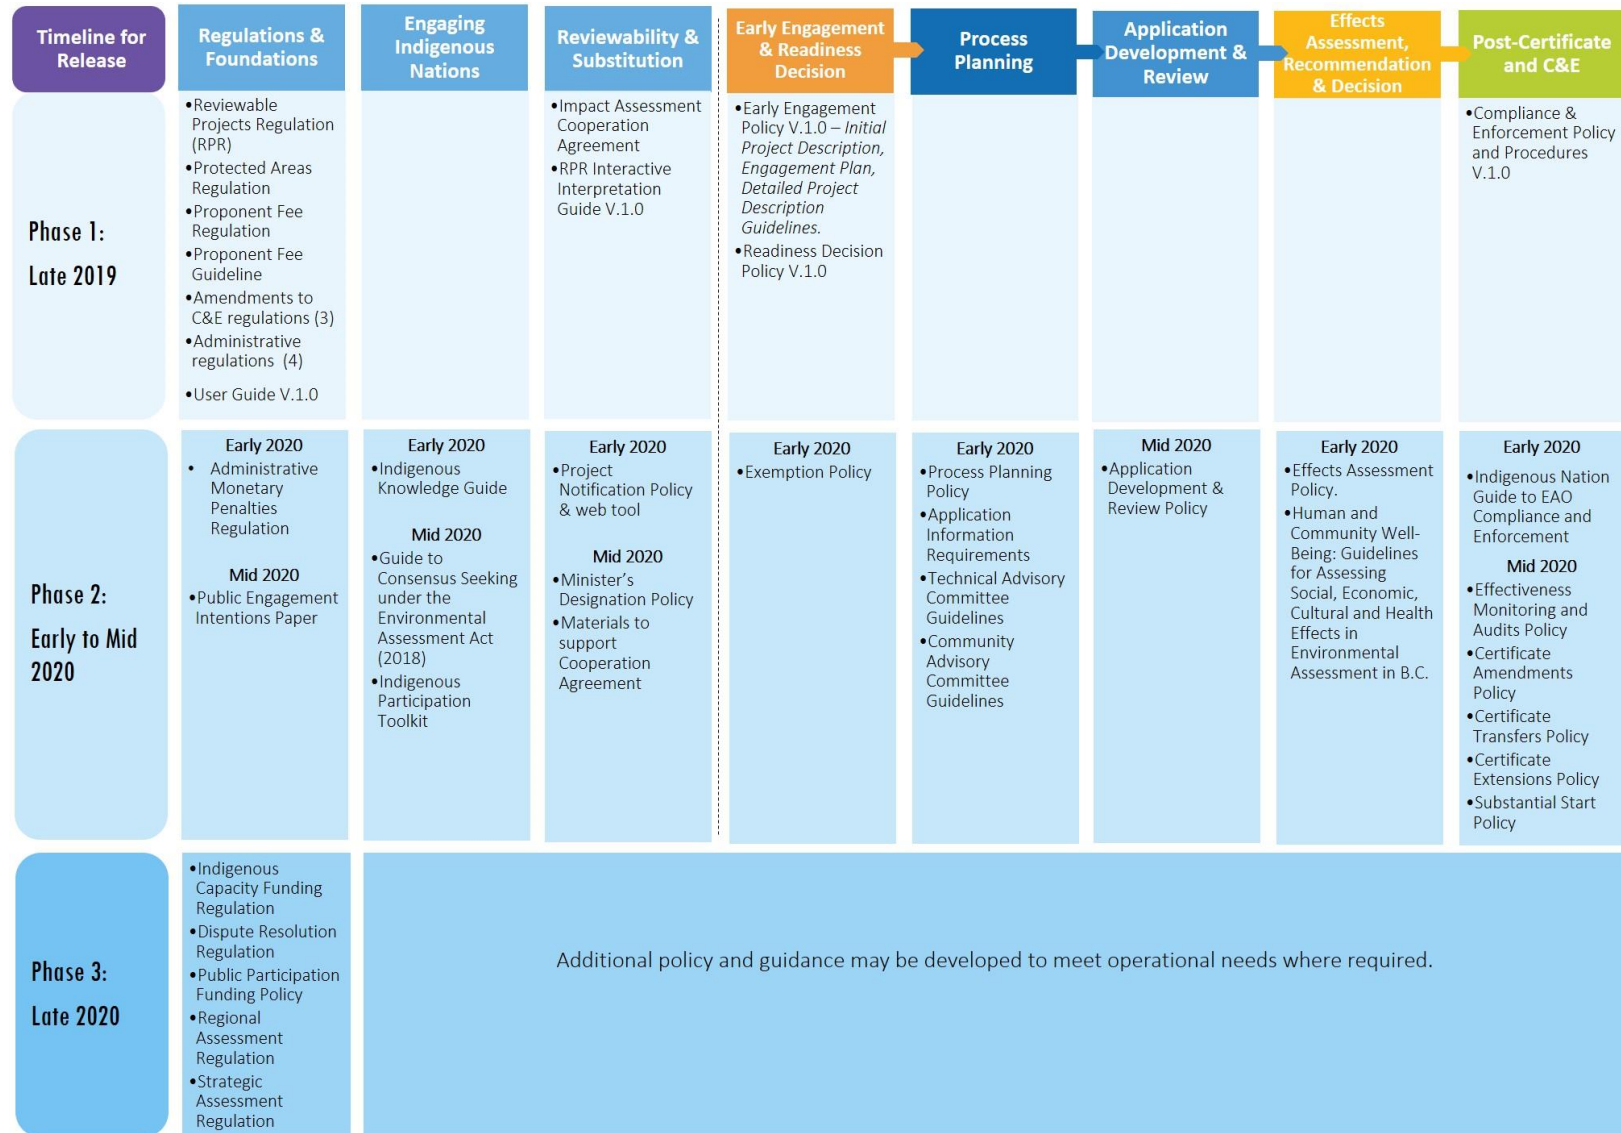 Timeline for
Release
Regulations &
Foundations
Engaging
Indigenous
Nations
Reviewability &
Substitution
Early Engagement
& Readiness
Decision
Process
Planning
Application
Development &
Review
Effects
Assessment,
Recommendation
& Decision
Post-Certificate
and C&E
Phase 1:
Late 2019
•Reviewable
Projects Regulation
(RPR)
•Protected Areas
Regulation
•Proponent Fee
Regulation
•Proponent Fee
Guideline
•Amendments to
C&E regulations (3)
•Administrative
regulations (4)
•User Guide V.1.0
•Impact Assessment
Cooperation
Agreement
•RPR Interactive
Interpretation
Guide V.1.0
•Early Engagement
Policy V.1.0 – Initial
Project Description,
Engagement Plan,
Detailed Project
Description
Guidelines.
•Readiness Decision
Policy V.1.0
•Compliance &
Enforcement Policy
and Procedures
V.1.0
Phase 2:
Early to Mid
2020
Early 2020
• Administrative
Monetary
Penalties
Regulation
Mid 2020
•Public Engagement
Intentions Paper
Early 2020
•Indigenous
Knowledge Guide
Mid 2020
•Guide to
Consensus Seeking
under the
Environmental
Assessment Act
(2018)
•Indigenous
Participation
Toolkit
Early 2020
•Project
Notification Policy
& web tool
Mid 2020
•Minister's
Designation Policy
•Materials to
support
Cooperation
Agreement
Early 2020
•Exemption Policy
Early 2020
•Process Planning
Policy
•Application
Information
Requirements
•Technical Advisory
Committee
Guidelines
•Community
Advisory
Committee
Guidelines
Mid 2020
•Application
Development &
Review Policy
Early 2020
•Effects Assessment
Policy.
•Human and
Community Well-
Being: Guidelines
for Assessing
Social, Economic,
Cultural and Health
Effects in
Environmental
Assessment in B.C.
Early 2020
•Indigenous Nation
Guide to EAO
Compliance and
Enforcement
Mid 2020
•Effectiveness
Monitoring and
Audits Policy
•Certificate
Amendments
Policy
•Certificate
Transfers Policy
•Certificate
Extensions Policy
•Substantial Start
Policy
Phase 3:
Late 2020
•Indigenous
Capacity Funding
Regulation
•Dispute Resolution
Regulation
•Public Participation
Funding Policy
•Regional
Assessment
Regulation
•Strategic
Assessment
Regulation
Additional policy and guidance may be developed to meet operational needs where required.